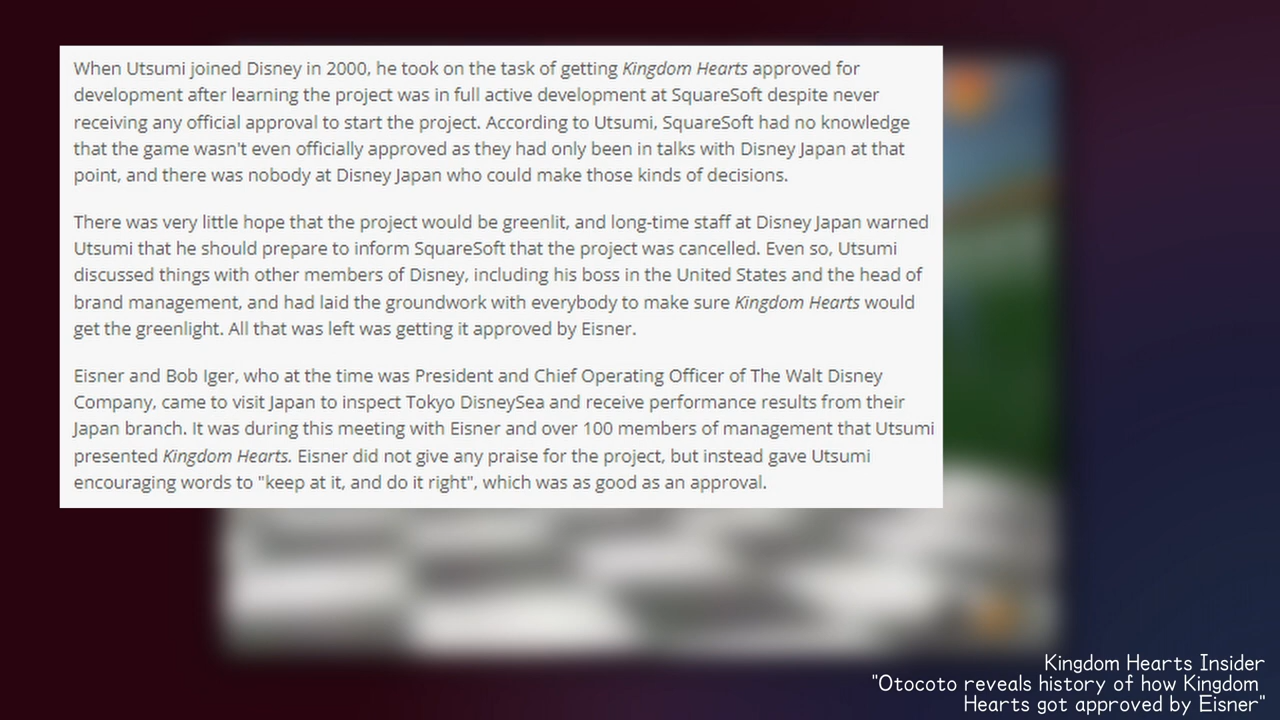 When Utsumi joined Disney in 2000, he took on the task of getting Kingdom Hearts approved for
development after learning the project was in full active development at SquareSoft despite never
receiving any official approval to start the project. According to Utsumi, SquareSoft had no knowledge
that the game wasn't even officially approved as they had only been in talks with Disney Japan at that
point, and there was nobody at Disney Japan who could make those kinds of decisions.
There was very little hope that the project would be greenlit, and long-time staff at Disney Japan warned
Utsumi that he should prepare to inform SquareSoft that the project was cancelled. Even so, Utsumi
discussed things with other members of Disney, including his boss in the United States and the head of
brand management, and had laid the groundwork with everybody to make sure Kingdom Hearts would
get the greenlight. All that was left was getting it approved by Eisner.
Eisner and Bob Iger, who at the time was President and Chief Operating Officer of The Walt Disney
Company, came to visit Japan to inspect Tokyo DisneySea and receive performance results from their
Japan branch. It was during this meeting with Eisner and over 100 members of management that Utsumi
presented Kingdom Hearts. Eisner did not give any praise for the project, but instead gave Utsumi
encouraging words to "keep at it, and do it right", which was as good as an approval.
Kingdom Hearts Insider
"Otocoto reveals history of how Kingdom
Hearts got approved by Eisner"